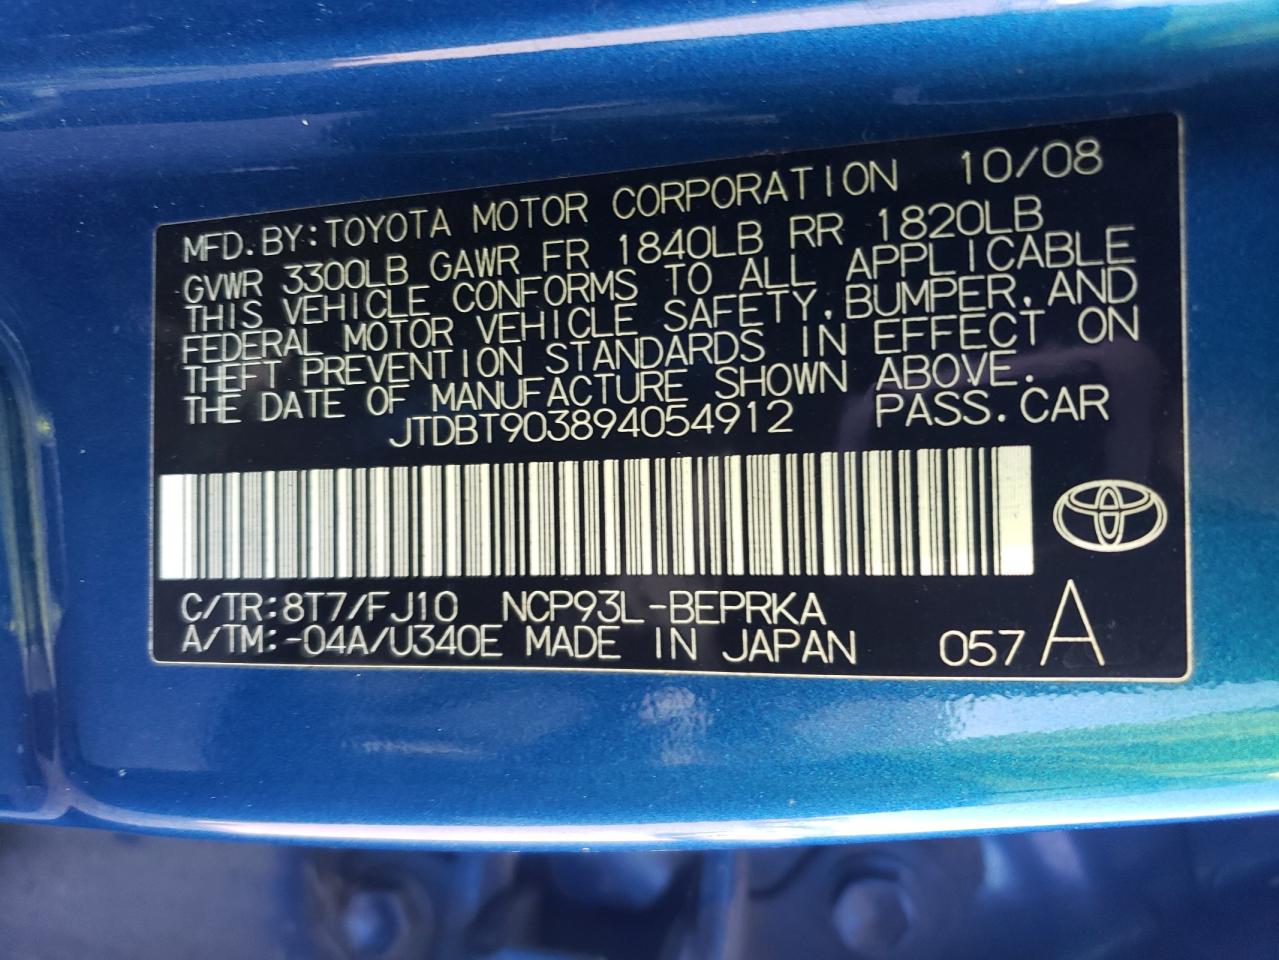 MFD.BY:TOYOTA MOTOR CORPORATION 10/08
GVWR 3300LB GAWR FR 1840LB RR 1820LB
THIS VEHICLE CONFORMS TO ALL APPLICABLE
FEDERAL MOTOR VEHICLE SAFETY,BUMPER,AND
THEFT PREVENTION STANDARDS IN EFFECT ON
THE DATE OF MANUFACTURE SHOWN ABOVE.
JTDBT903894054912 PASS.CAR
C/TR:8T7/FJ10 NCP93L-BEPRKA
A/TM:-04A/U340E MADE IN JAPAN 057 A